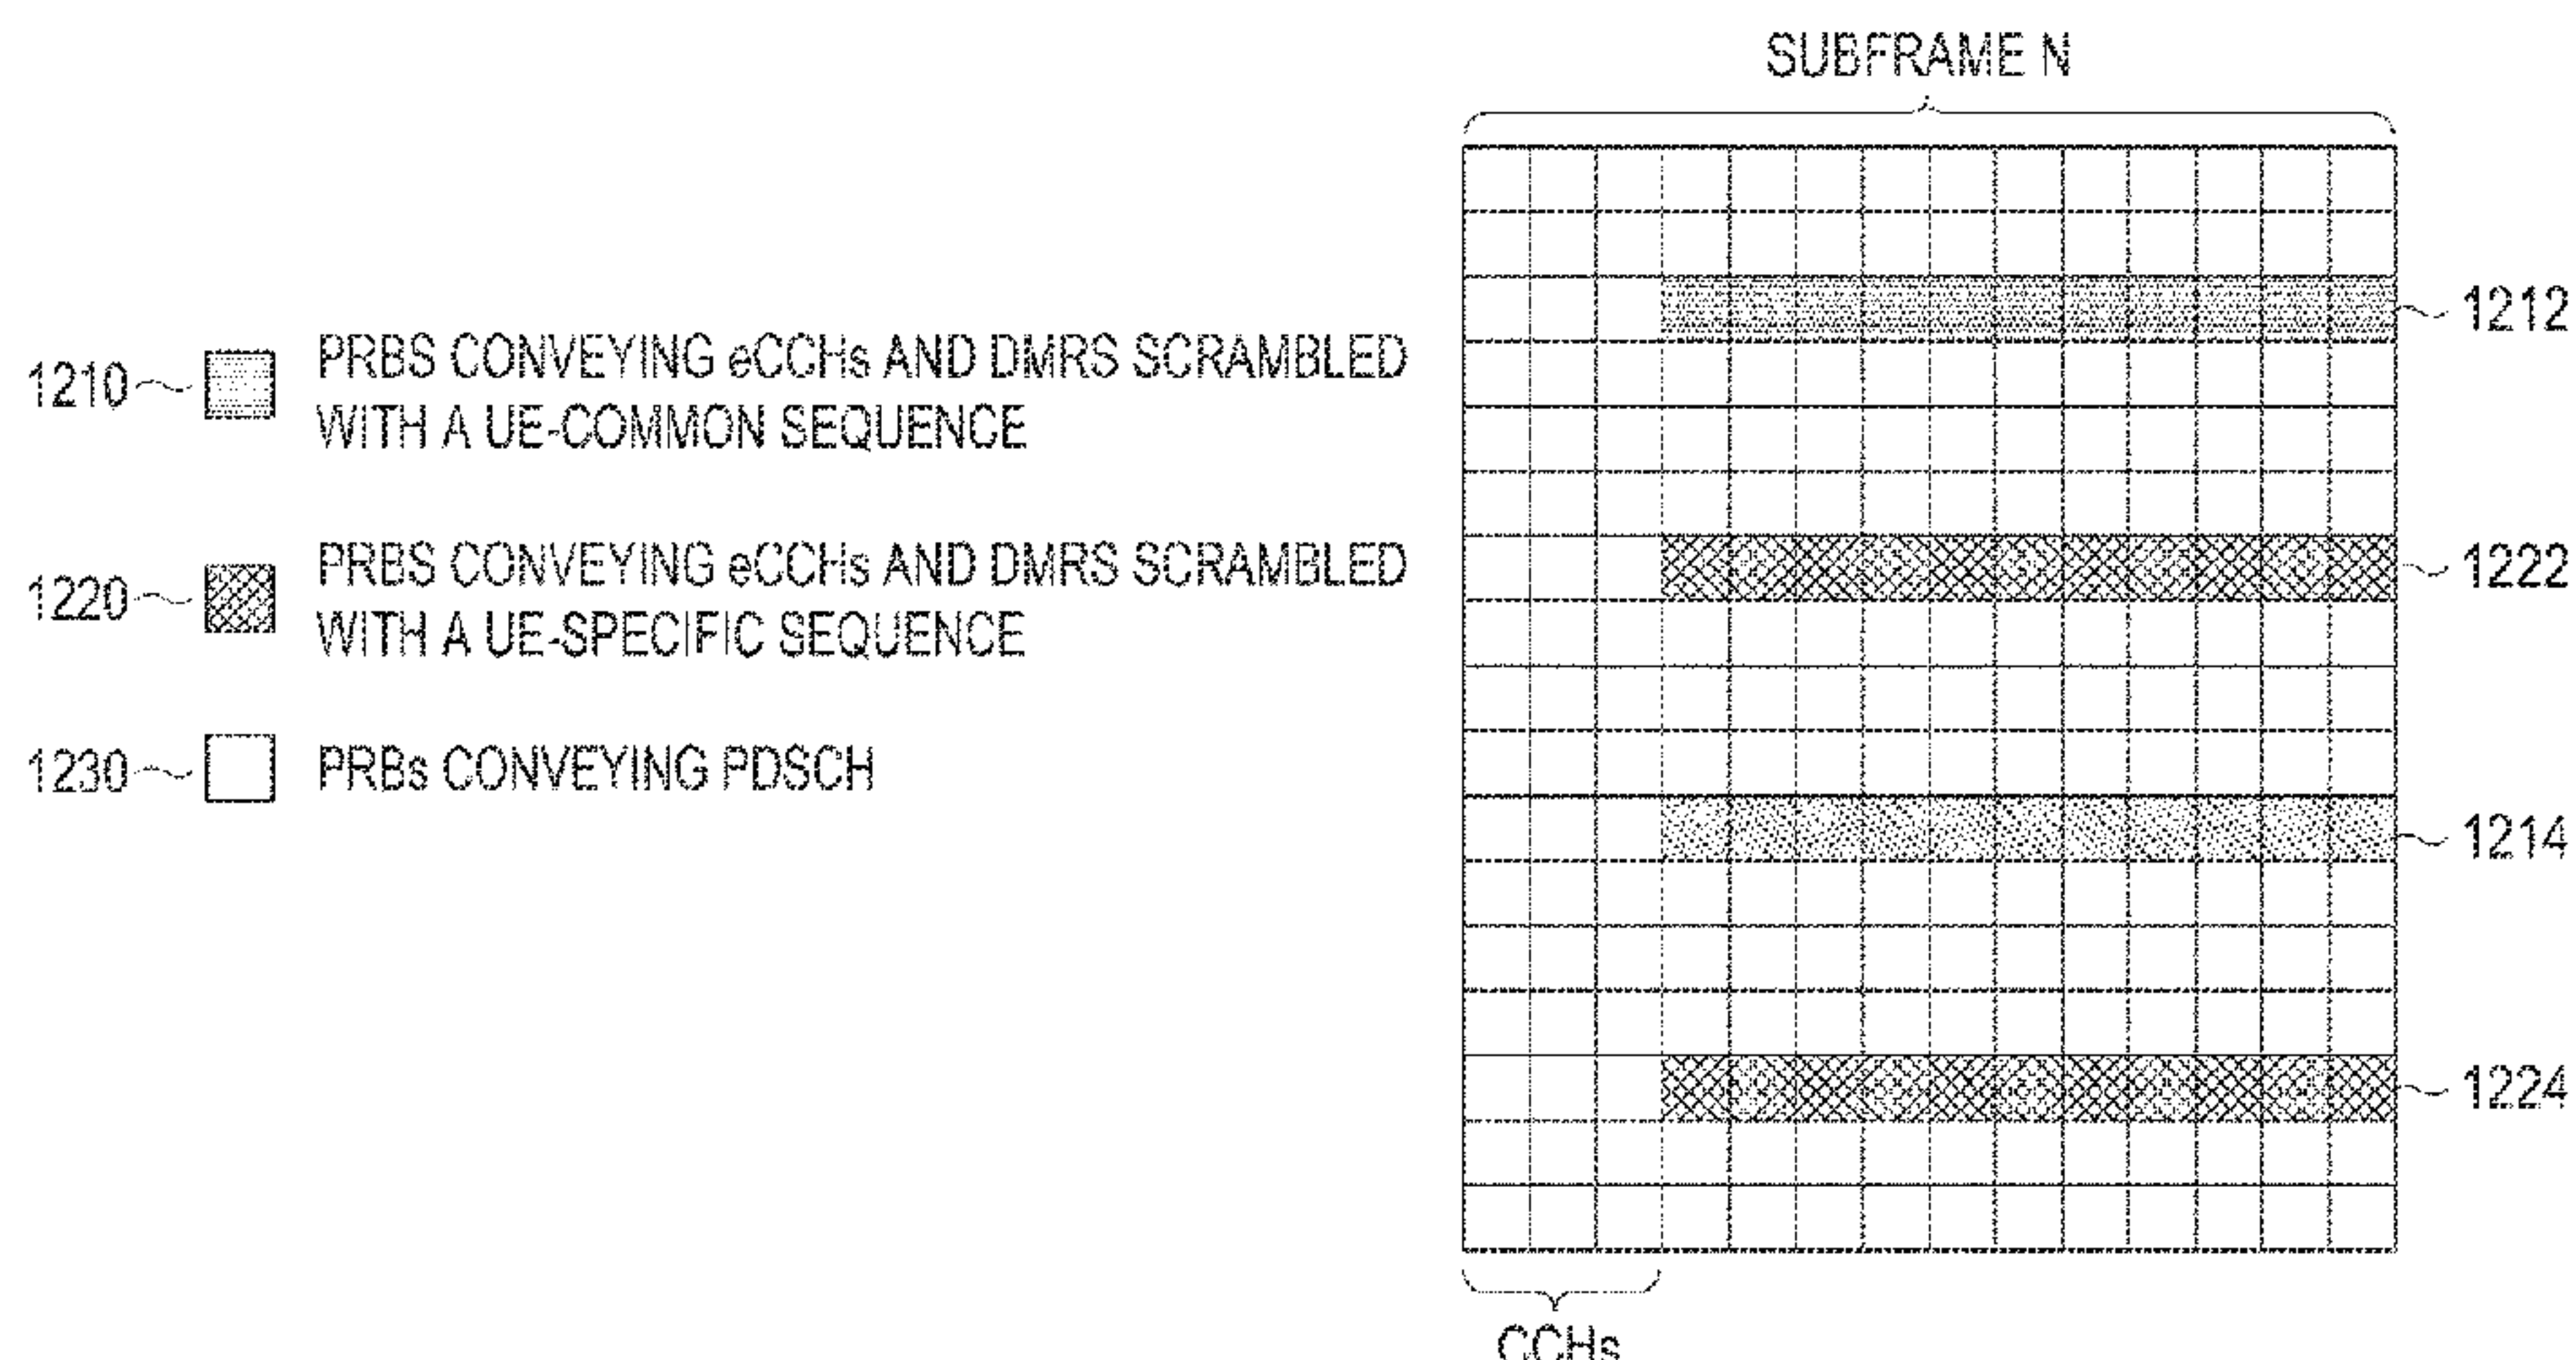 SUBFRAME N
1212
1210 PRBS CONVEYING eCCHs AND DMRS SCRAMBLED
WITH A UE-COMMON SEQUENCE
1222
1220 PRBS CONVEYING eCCHs AND DMRS SCRAMBLED
WITH A UE-SPECIFIC SEQUENCE
1230 PRBs CONVEYING PDSCH
1214
1224
CCHs